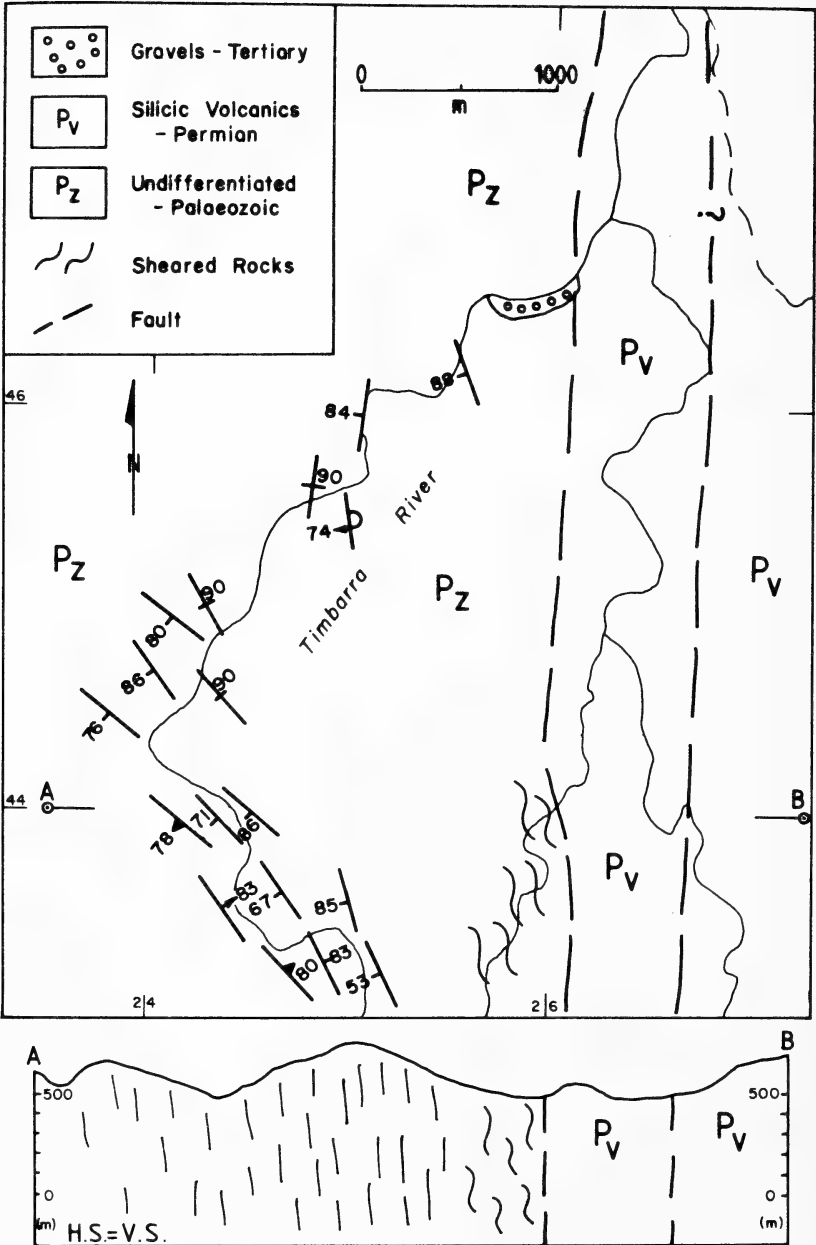 Gravels - Tertiary
Pv
Silicic Volcanics
- Permian
Pz
Undifferentiated
- Palaeozoic
Sheared Rocks
Fault
0 1000
m
Pz
?
Pv
88
46
84
N
90
74
River
Timbarra
Pz
Pz
Pv
90
80
86
90
76
44
A
B
78
71
86
Pv
83
67
85
80
83
53
24
26
A
B
500
500
Pv
Pv
0
0
(m)
(m)
H.S.=V.S.